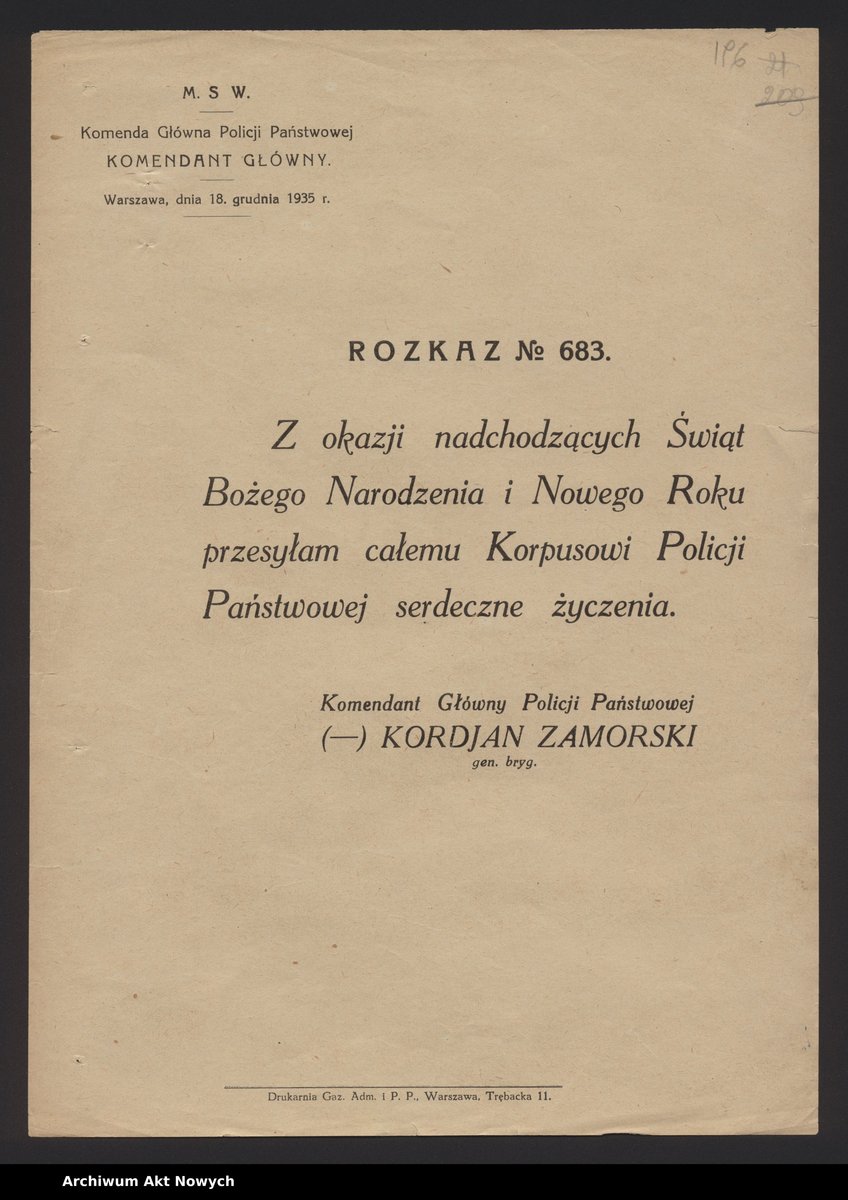 196 21
209
M. S W.
Komenda Główna Policji Państwowej
KOMENDANT GŁÓWNY.
Warszawa, dnia 18. grudnia 1935 r.
ROZKAZ № 683.
Z okazji nadchodzących Świąt
Bożego Narodzenia i Nowego Roku
przesyłam całemu Korpusowi Policji
Państwowej serdeczne życzenia.
Komendant Główny Policji Państwowej
(—) KORDJAN ZAMORSKI
gen. bryg.
Drukarnia Gaz. Adm. i P. P., Warszawa, Trębacka 11.
Archiwum Akt Nowych